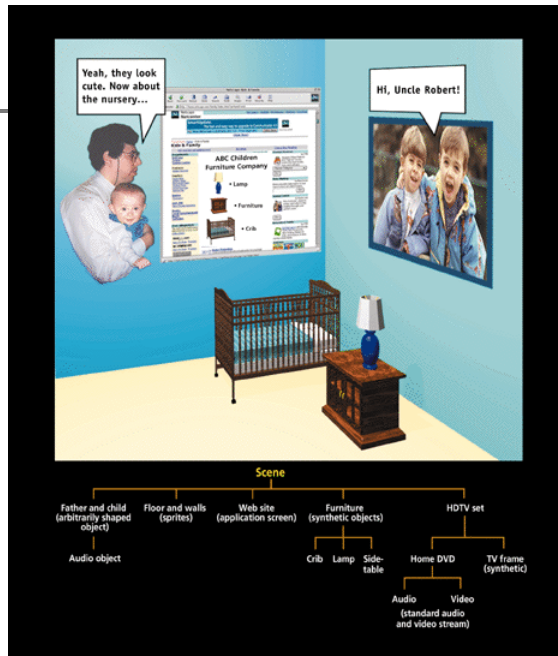 Yeah, they look
cute. Now about
the nursery...
Hi, Uncle Robert!
Kids & Family
ABC Children
Furniture Company
• Lamp
• Furniture
• Crib
Scene
Father and child
(arbitrarily shaped
object)
Floor and walls
(sprites)
Web site
(application screen)
Furniture
(synthetic objects)
HDTV set
Audio object
Crib
Lamp
Side-
table
Home DVD
TV frame
(synthetic)
Audio
Video
(standard audio
and video stream)